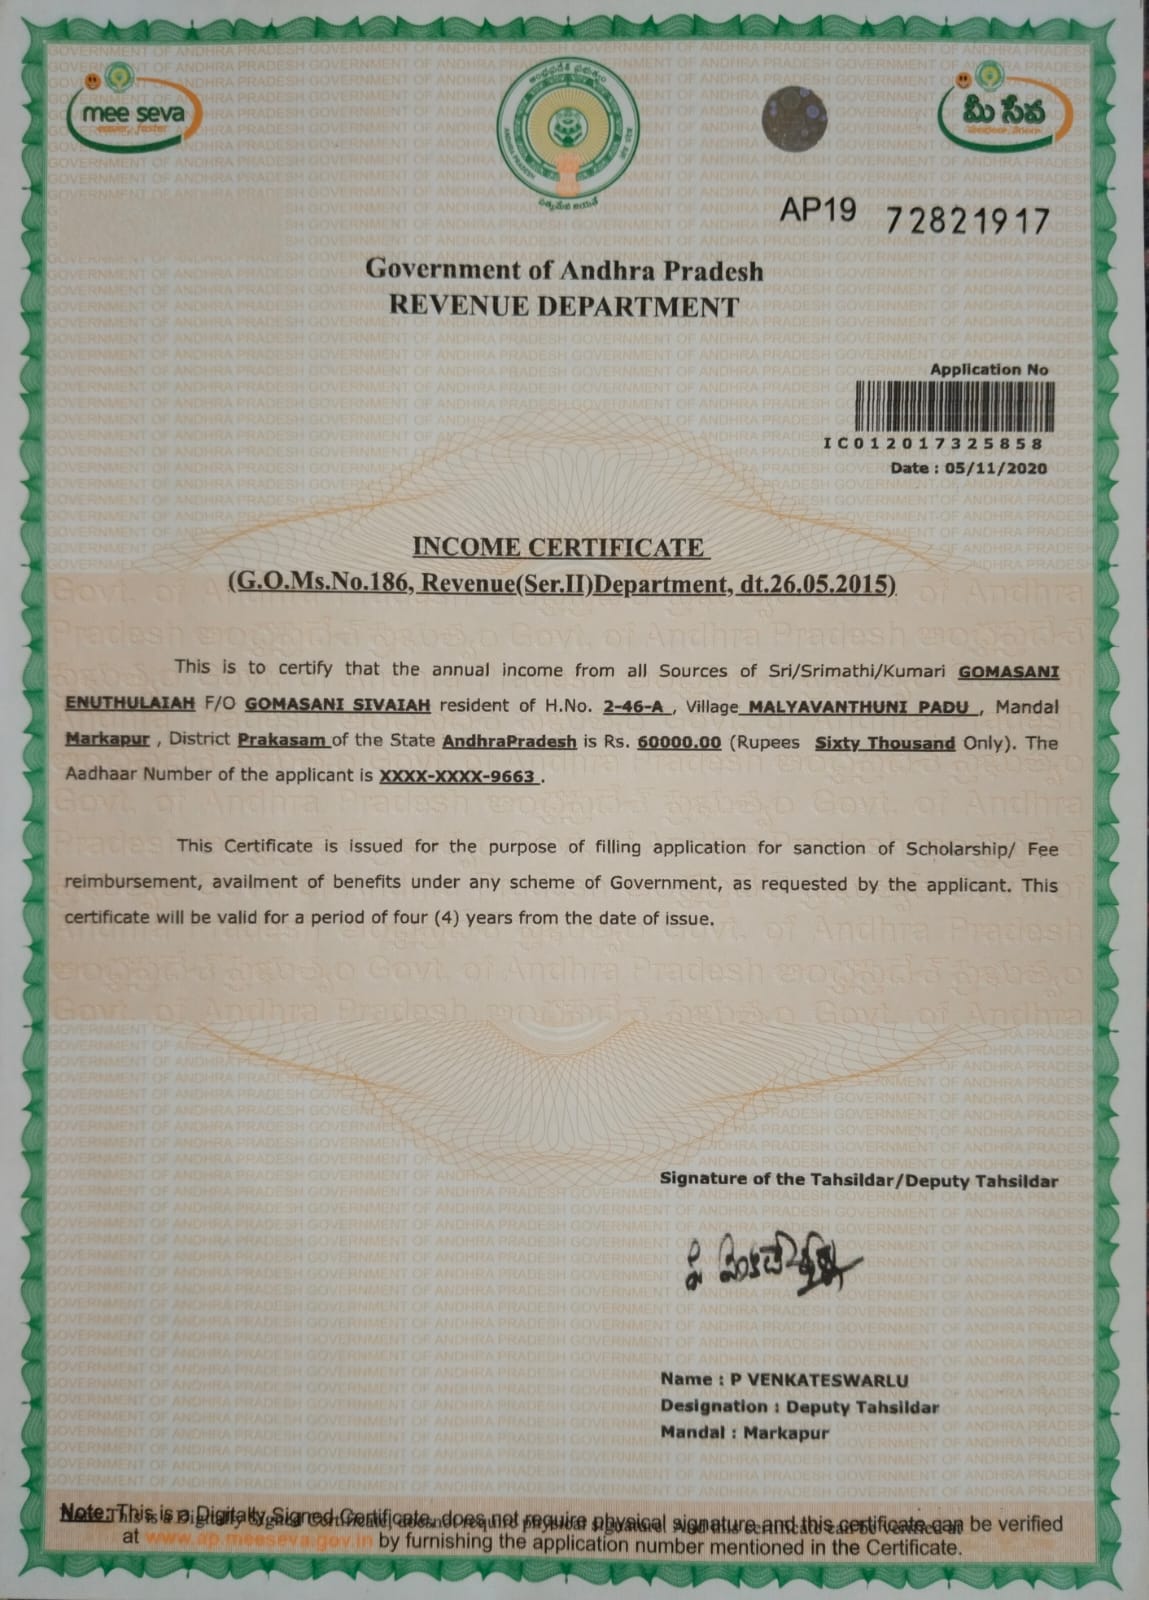 mee seva
easier, faster
మీ సేవ
AP19 72821917
Government of Andhra Pradesh
REVENUE DEPARTMENT
Application No
IC012017325858
Date : 05/11/2020
INCOME CERTIFICATE
(G.O.Ms.No.186, Revenue(Ser.II)Department, dt.26.05.2015)
This is to certify that the annual income from all Sources of Sri/Srimathi/Kumari GOMASANI
ENUTHULAIAH F/O GOMASANI SIVAIAH resident of H.No. 2-46-A , Village MALYAVANTHUNI PADU , Mandal
Markapur , District Prakasam of the State AndhraPradesh is Rs. 60000.00 (Rupees Sixty Thousand Only). The
Aadhaar Number of the applicant is XXXX-XXXX-9663 .
This Certificate is issued for the purpose of filling application for sanction of Scholarship/ Fee
reimbursement, availment of benefits under any scheme of Government, as requested by the applicant. This
certificate will be valid for a period of four (4) years from the date of issue.
Signature of the Tahsildar/Deputy Tahsildar
Name : P VENKATESWARLU
Designation : Deputy Tahsildar
Mandal : Markapur
Note: This is a Digitally Signed Certificate, does not require physical signature and this certificate can be verified
at www.ap.meeseva.gov.in by furnishing the application number mentioned in the Certificate.